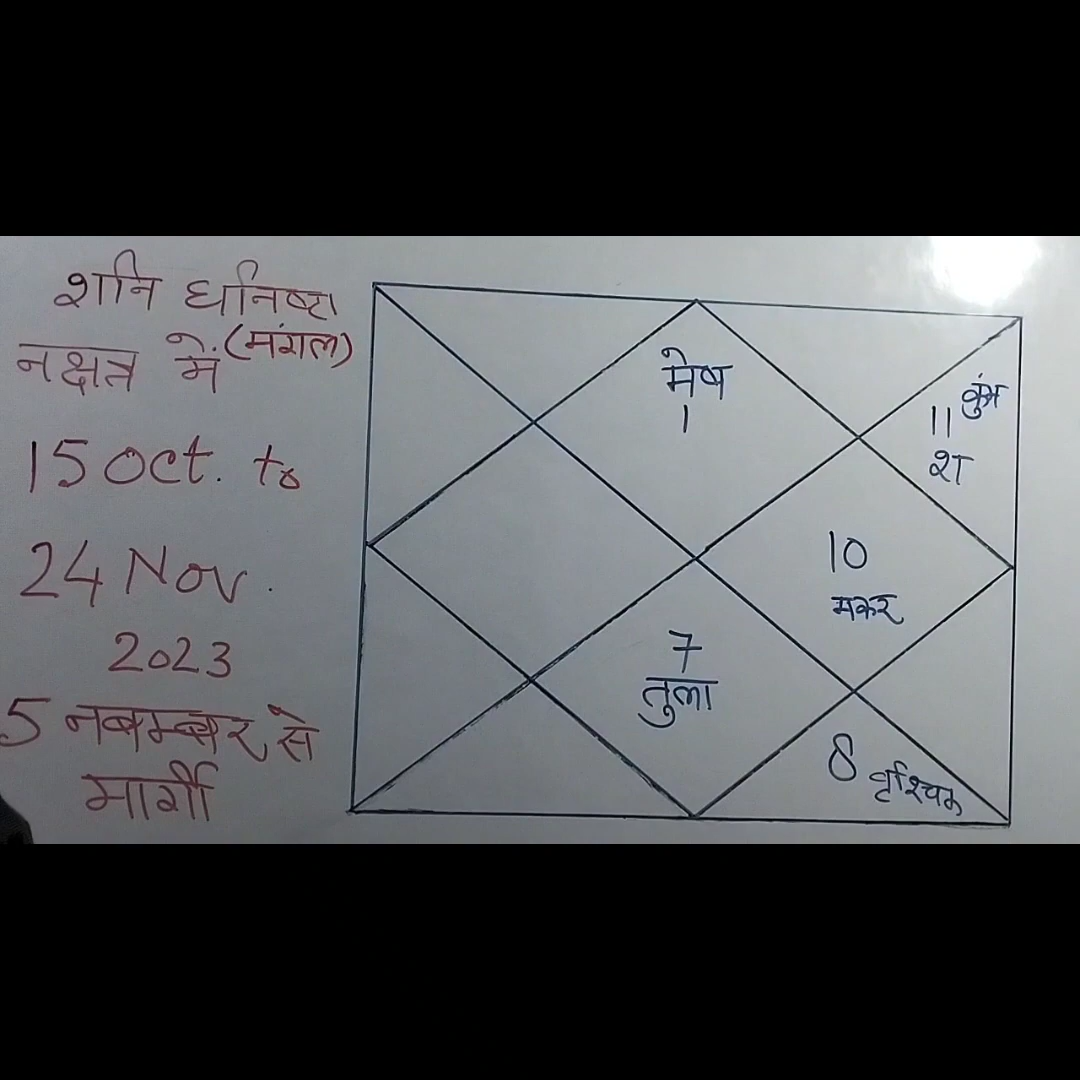 शनि धनिष्टा
नक्षत्र में (मंगल)
15 oct. to
24 Nov.
2023
5 नबम्बर से
मार्गी
मेष
1
कुंभ
11
श
10
मकर
7
तुला
8 वृश्चिक